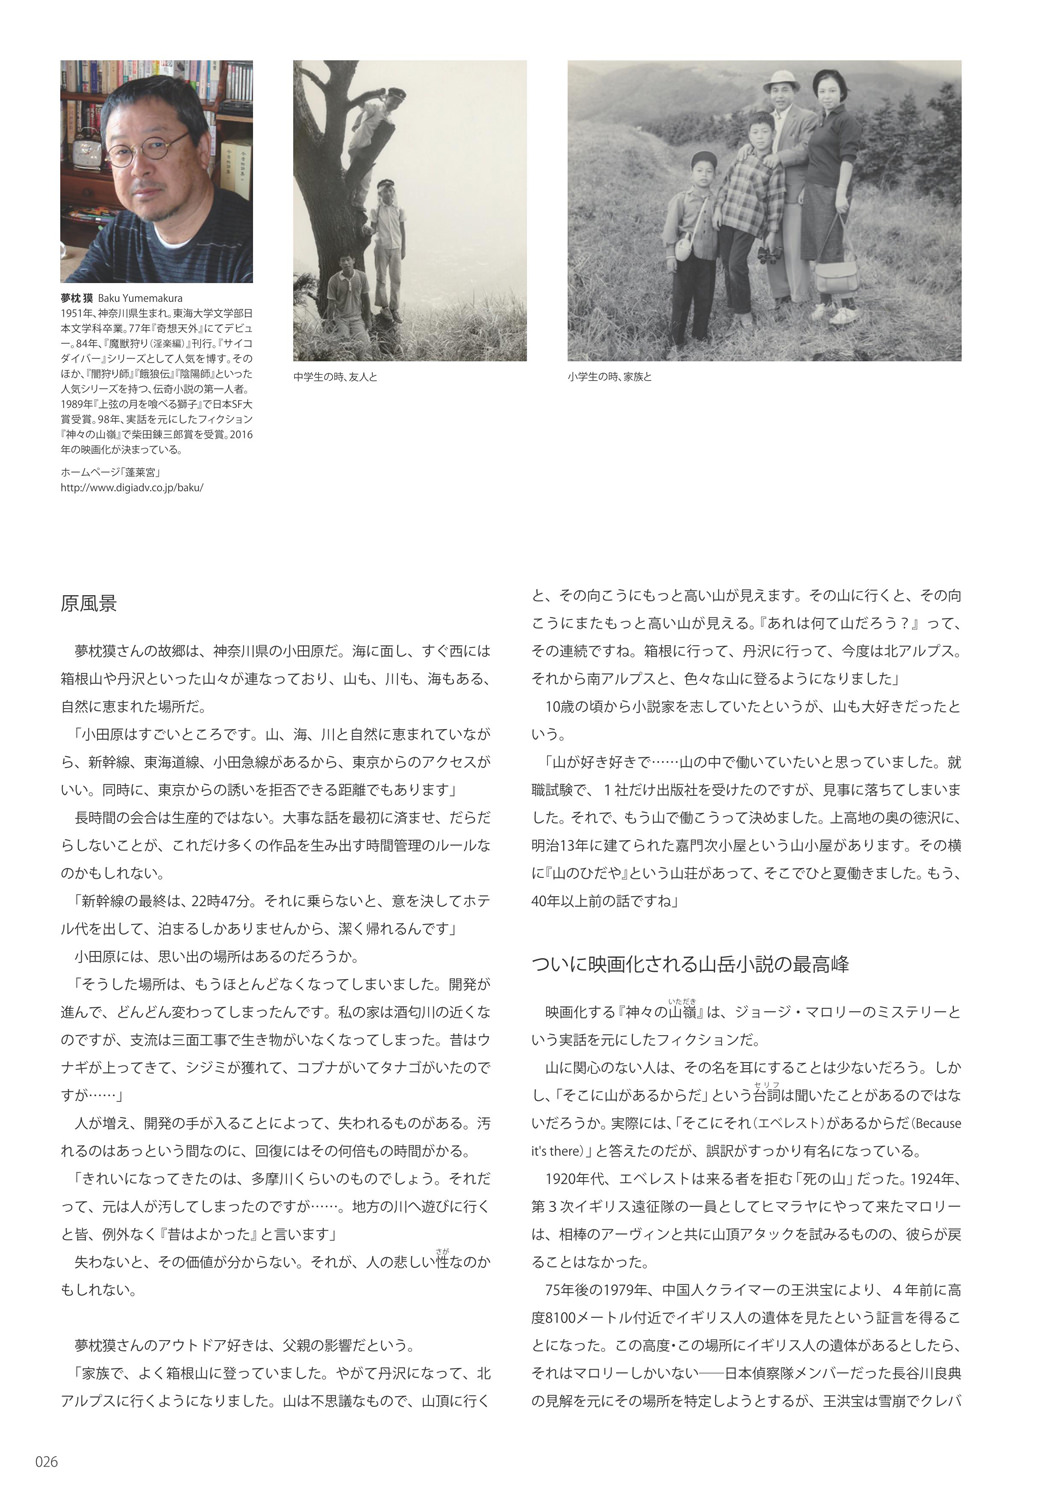 夢枕 獏 Baku Yumemakura
1951年、神奈川県生まれ。東海大学文学部日
本文学科卒業。77年『奇想天外』にてデビュ
ー。84年、『魔獣狩り（淫楽編）』刊行。『サイコ
ダイバー』シリーズとして人気を博す。その
ほか、『闇狩り師』『餓狼伝』『陰陽師』といった
人気シリーズを持つ、伝奇小説の第一人者。
1989年『上弦の月を喰べる獅子』で日本SF大
賞受賞。98年、実話を元にしたフィクション
『神々の山嶺』で柴田錬三郎賞を受賞。2016
年の映画化が決まっている。
ホームページ「蓬莱宮」
http://www.digiadv.co.jp/baku/
中学生の時、友人と
小学生の時、家族と
原風景
夢枕獏さんの故郷は、神奈川県の小田原だ。海に面し、すぐ西には
箱根山や丹沢といった山々が連なっており、山も、川も、海もある、
自然に恵まれた場所だ。
「小田原はすごいところです。山、海、川と自然に恵まれていなが
ら、新幹線、東海道線、小田急線があるから、東京からのアクセスが
いい。同時に、東京からの誘いを拒否できる距離でもあります」
長時間の会合は生産的ではない。大事な話を最初に済ませ、だらだ
らしないことが、これだけ多くの作品を生み出す時間管理のルールな
のかもしれない。
「新幹線の最終は、22時47分。それに乗らないと、意を決してホテ
ル代を出して、泊まるしかありませんから、潔く帰れるんです」
小田原には、思い出の場所はあるのだろうか。
「そうした場所は、もうほとんどなくなってしまいました。開発が
進んで、どんどん変わってしまったんです。私の家は酒匂川の近くな
のですが、支流は三面工事で生き物がいなくなってしまった。昔はウ
ナギが上ってきて、シジミが獲れて、コブナがいてタナゴがいたので
すが……」
人が増え、開発の手が入ることによって、失われるものがある。汚
れるのはあっという間なのに、回復にはその何倍もの時間がかる。
「きれいになってきたのは、多摩川くらいのものでしょう。それだ
って、元は人が汚してしまったのですが……。地方の川へ遊びに行く
と皆、例外なく『昔はよかった』と言います」
さが
失わないと、その価値が分からない。それが、人の悲しい性なのか
もしれない。
夢枕獏さんのアウトドア好きは、父親の影響だという。
「家族で、よく箱根山に登っていました。やがて丹沢になって、北
アルプスに行くようになりました。山は不思議なもので、山頂に行く
と、その向こうにもっと高い山が見えます。その山に行くと、その向
こうにまたもっと高い山が見える。『あれは何て山だろう？』って、
その連続ですね。箱根に行って、丹沢に行って、今度は北アルプス。
それから南アルプスと、色々な山に登るようになりました」
10歳の頃から小説家を志していたというが、山も大好きだったと
いう。
「山が好き好きで……山の中で働いていたいと思っていました。就
職試験で、１社だけ出版社を受けたのですが、見事に落ちてしまいま
した。それで、もう山で働こうって決めました。上高地の奥の徳沢に、
明治13年に建てられた嘉門次小屋という山小屋があります。その横
に『山のひだや』という山荘があって、そこでひと夏働きました。もう、
40年以上前の話ですね」
ついに映画化される山岳小説の最高峰
いただき
映画化する『神々の山嶺』は、ジョージ・マロリーのミステリーと
いう実話を元にしたフィクションだ。
山に関心のない人は、その名を耳にすることは少ないだろう。しか
セリフ
し、「そこに山があるからだ」という台詞は聞いたことがあるのではな
いだろうか。実際には、「そこにそれ（エベレスト）があるからだ（Because
it's there）」と答えたのだが、誤訳がすっかり有名になっている。
1920年代、エベレストは来る者を拒む「死の山」だった。1924年、
第３次イギリス遠征隊の一員としてヒマラヤにやって来たマロリー
は、相棒のアーヴィンと共に山頂アタックを試みるものの、彼らが戻
ることはなかった。
75年後の1979年、中国人クライマーの王洪宝により、４年前に高
度8100メートル付近でイギリス人の遺体を見たという証言を得るこ
とになった。この高度・この場所にイギリス人の遺体があるとしたら、
それはマロリーしかいない――日本偵察隊メンバーだった長谷川良典
の見解を元にその場所を特定しようとするが、王洪宝は雪崩でクレバ
026